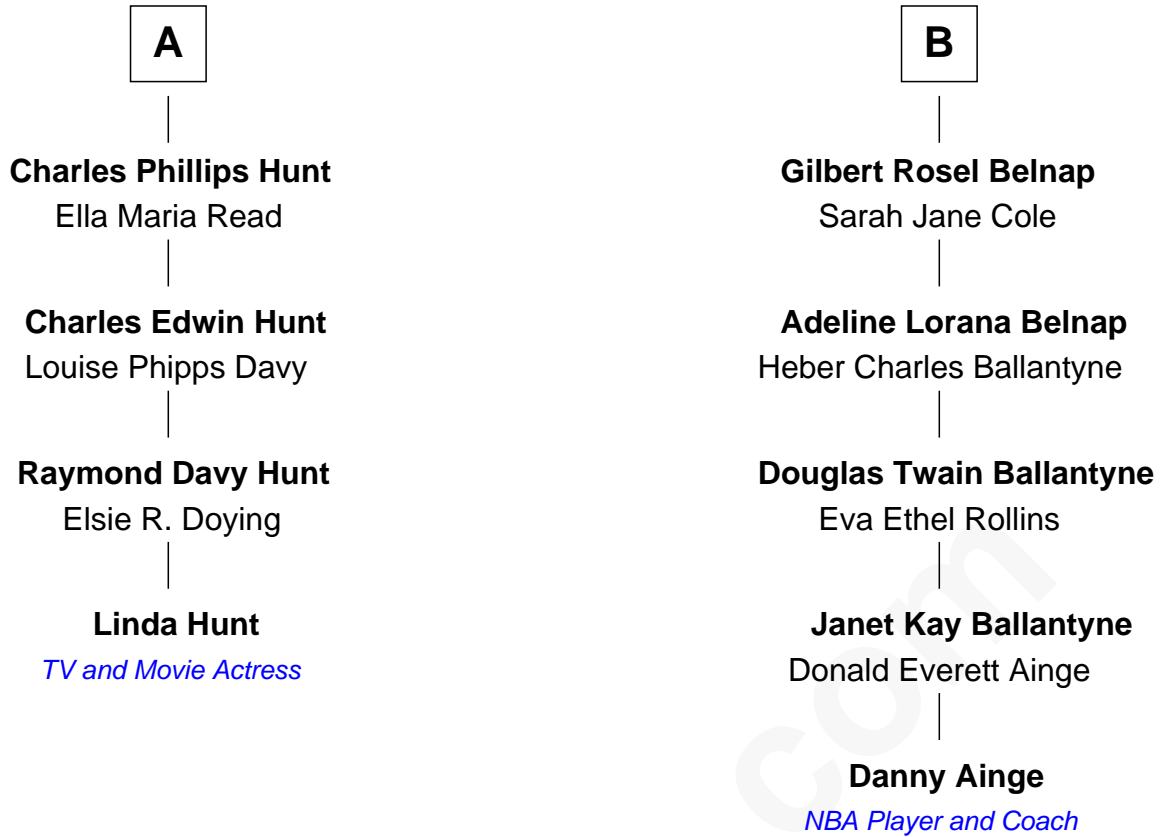 A
Charles Phillips Hunt
Ella Maria Read
Charles Edwin Hunt
Louise Phipps Davy
Raymond Davy Hunt
Elsie R. Doying
Linda Hunt
TV and Movie Actress
B
Gilbert Rosel Belnap
Sarah Jane Cole
Adeline Lorana Belnap
Heber Charles Ballantyne
Douglas Twain Ballantyne
Eva Ethel Rollins
Janet Kay Ballantyne
Donald Everett Ainge
Danny Ainge
NBA Player and Coach
com